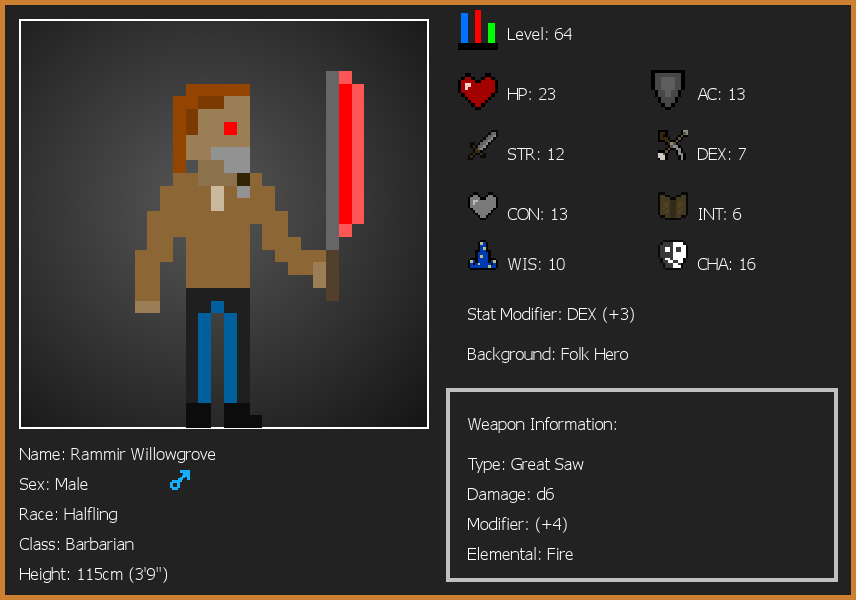 Level: 64
HP: 23
AC: 13
STR: 12
DEX: 7
CON: 13
INT: 6
WIS: 10
CHA: 16
Stat Modifier: DEX (+3)
Background: Folk Hero
Weapon Information:
Type: Great Saw
Damage: d6
Modifier: (+4)
Elemental: Fire
Name: Rammir Willowgrove
Sex: Male
Race: Halfling
Class: Barbarian
Height: 115cm (3'9")